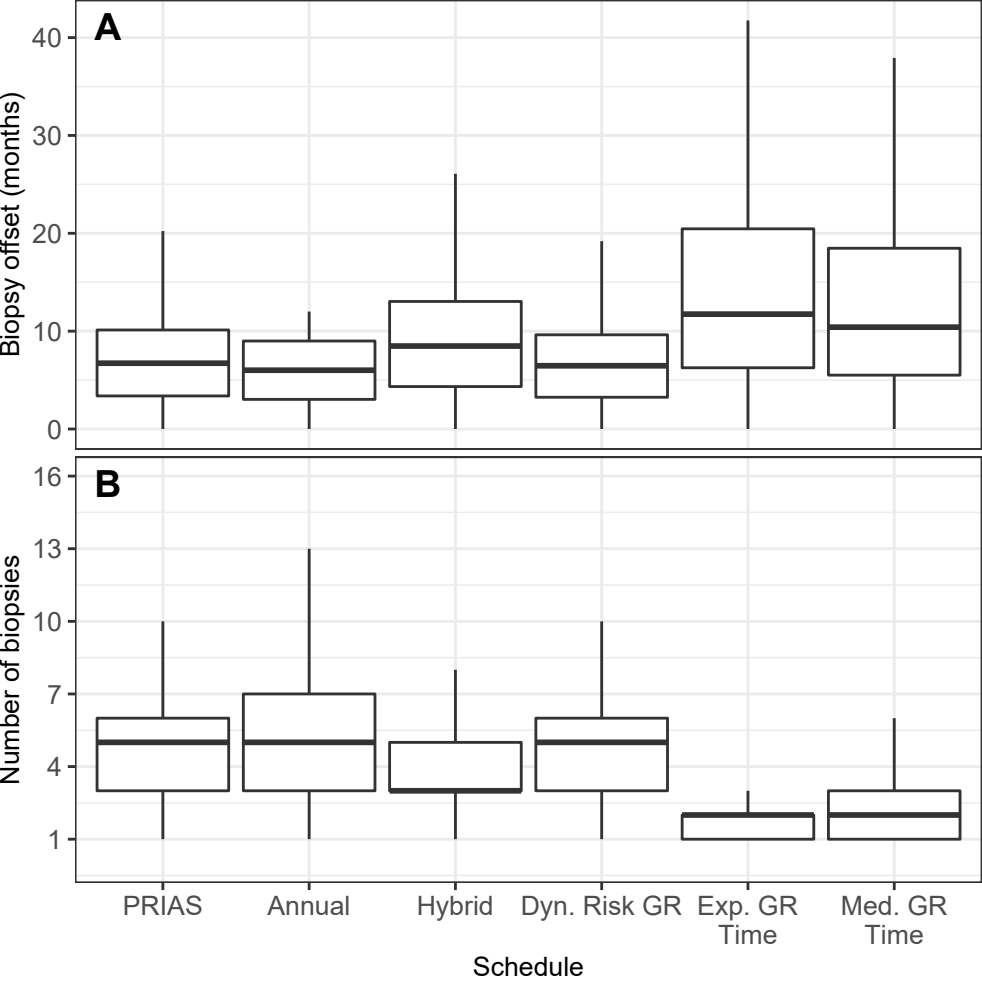 A
Biopsy offset (months)
40
30
20
10
0
B
Number of biopsies
16
13
10
7
4
1
PRIAS Annual Hybrid Dyn. Risk GR Exp. GR Time Med. GR Time
Schedule